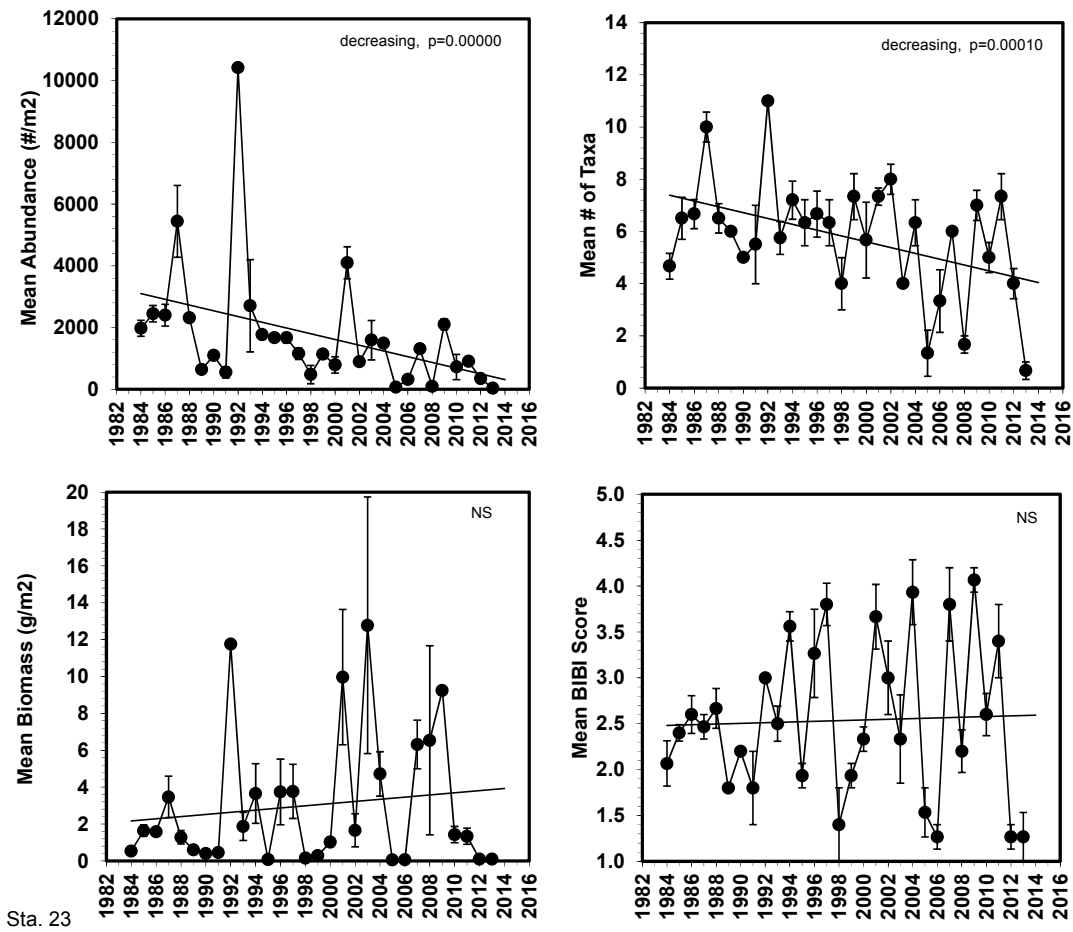 12000
10000
8000
6000
4000
2000
0
Mean Abundance (#/m2)
decreasing, p=0.00000
1982 1984 1986 1988 1990 1992 1994 1996 1998 2000 2002 2004 2006 2008 2010 2012 2014 2016
14
12
10
8
6
4
2
0
Mean # of Taxa
decreasing, p=0.00010
1982 1984 1986 1988 1990 1992 1994 1996 1998 2000 2002 2004 2006 2008 2010 2012 2014 2016
20
18
16
14
12
10
8
6
4
2
0
Mean Biomass (g/m2)
NS
1982 1984 1986 1988 1990 1992 1994 1996 1998 2000 2002 2004 2006 2008 2010 2012 2014 2016
5.0
4.5
4.0
3.5
3.0
2.5
2.0
1.5
1.0
Mean BIBI Score
NS
1982 1984 1986 1988 1990 1992 1994 1996 1998 2000 2002 2004 2006 2008 2010 2012 2014 2016
Sta. 23